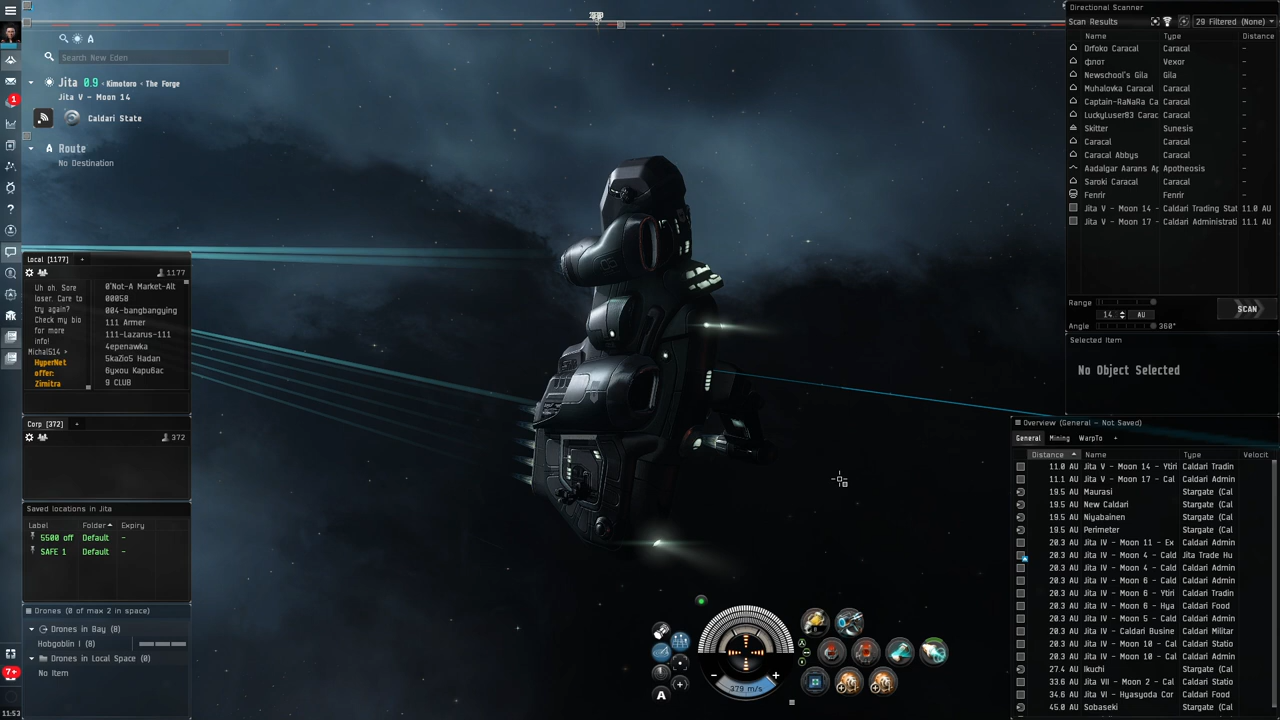 A
Search New Eden
Jita 0.9 < Kimotoro < The Forge
Jita V - Moon 14
Caldari State
Route
No Destination
Local [1177] +
1177
Uh oh. Sore
loser. Care to
try again?
Check my bio
for more
info!
Michal514 >
HyperNet
offer:
Zimitra
0'Not-A Market-Alt
00058
004-bangbangying
111 Armer
111-Lazarus-111
4epenawka
5kaZio5 Hadan
6yxou Kapu6ac
9 CLUB
Corp [372] +
372
Saved locations in Jita
Label Folder Expiry
5500 off Default -
SAFE 1 Default -
Drones (0 of max 2 in space)
Drones in Bay (8)
Hobgoblin I (8)
Drones in Local Space (0)
No Item
1
7+
11:53
Directional Scanner
Scan Results 29 Filtered (None)
Name Type Distance
Orfoko Caracal Caracal -
флот Vexor -
Newschool's Gila Gila -
Muhalovka Caracal Caracal -
Captain-RaNaRa Ca Caracal -
LuckyLuser83 Carac Caracal -
Skitter Sunesis -
Caracal Caracal -
Caracal Abbys Caracal -
Aadalgar Aarans Ap Apotheosis -
Saroki Caracal Caracal -
Fenrir Fenrir -
Jita V - Moon 14 - Caldari Trading Stat 11.0 AU
Jita V - Moon 17 - Caldari Administrati 11.1 AU
Range
14 AU
SCAN
Angle 360°
Selected Item
No Object Selected
Overview (General - Not Saved)
General Mining WarpTo +
Distance Name Type Velocit
11.0 AU Jita V - Moon 14 - Ytiri Caldari Tradin
11.1 AU Jita V - Moon 17 - Cal Caldari Admin
19.5 AU Maurasi Stargate (Cal
19.5 AU New Caldari Stargate (Cal
19.5 AU Niyabainen Stargate (Cal
19.5 AU Perimeter Stargate (Cal
20.3 AU Jita IV - Moon 11 - Ex Caldari Admin
20.3 AU Jita IV - Moon 4 - Cald Jita Trade Hu
20.3 AU Jita IV - Moon 4 - Cald Caldari Admin
20.3 AU Jita IV - Moon 6 - Cald Caldari Admin
20.3 AU Jita IV - Moon 6 - Ytiri Caldari Tradin
20.3 AU Jita IV - Moon 6 - Hya Caldari Food
20.3 AU Jita IV - Moon 5 - Cald Caldari Admin
20.3 AU Jita IV - Caldari Busine Caldari Militar
20.3 AU Jita IV - Moon 10 - Cal Caldari Statio
20.3 AU Jita IV - Moon 10 - Cal Caldari Admin
27.4 AU Ikuchi Stargate (Cal
33.6 AU Jita VII - Moon 2 - Cal Caldari Statio
34.6 AU Jita VI - Hyasyoda Cor Caldari Food
45.0 AU Sobaseki Stargate (Cal
379 m/s
A